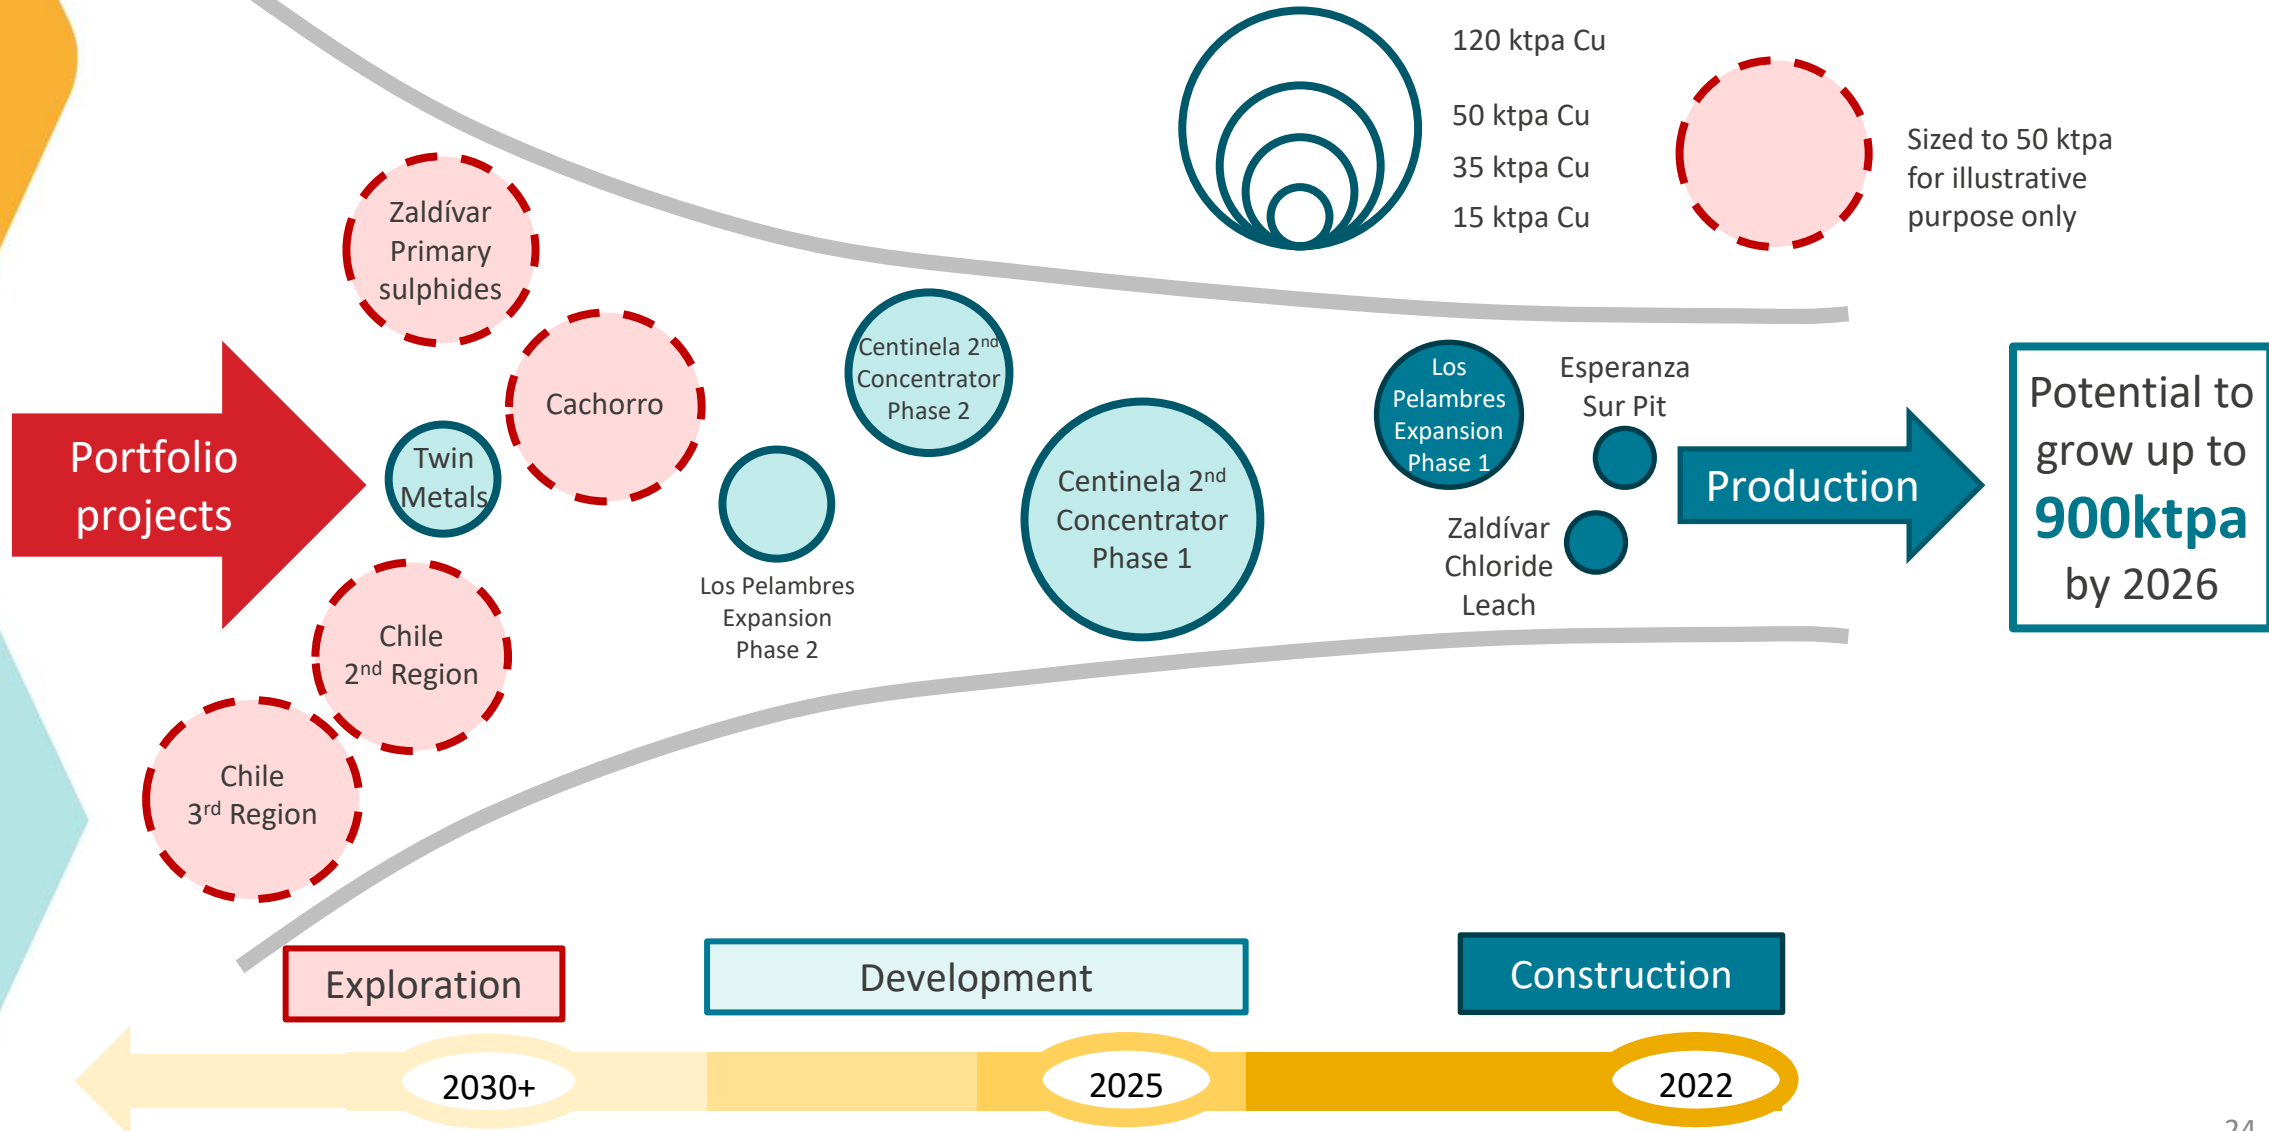 120 ktpa Cu
50 ktpa Cu
35 ktpa Cu
15 ktpa Cu
Sized to 50 ktpa
for illustrative
purpose only
Zaldívar
Primary
sulphides
Cachorro
Twin
Metals
Chile
2nd Region
Chile
3rd Region
Portfolio
projects
Centinela 2nd
Concentrator
Phase 2
Los Pelambres
Expansion
Phase 2
Centinela 2nd
Concentrator
Phase 1
Los
Pelambres
Expansion
Phase 1
Esperanza
Sur Pit
Zaldívar
Chloride
Leach
Production
Potential to
grow up to
900ktpa
by 2026
Exploration
Development
Construction
2030+
2025
2022
24